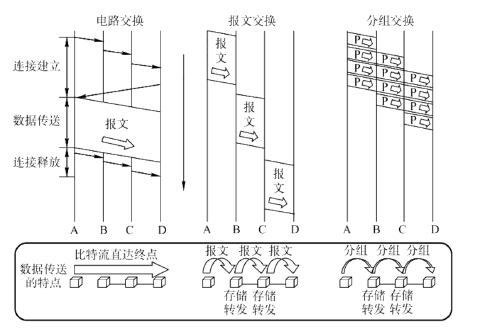 电路交换
报文交换
分组交换
连接建立
数据传送
连接释放
报文
报
文
报
文
报
文
P
P
P
P
P
P
P
P
P
P
P
P
A B C D
A B C D
A B C D
数据传送
的特点
比特流直达终点
报文 报文 报文
存储 存储
转发 转发
分组 分组 分组
存储 存储
转发 转发